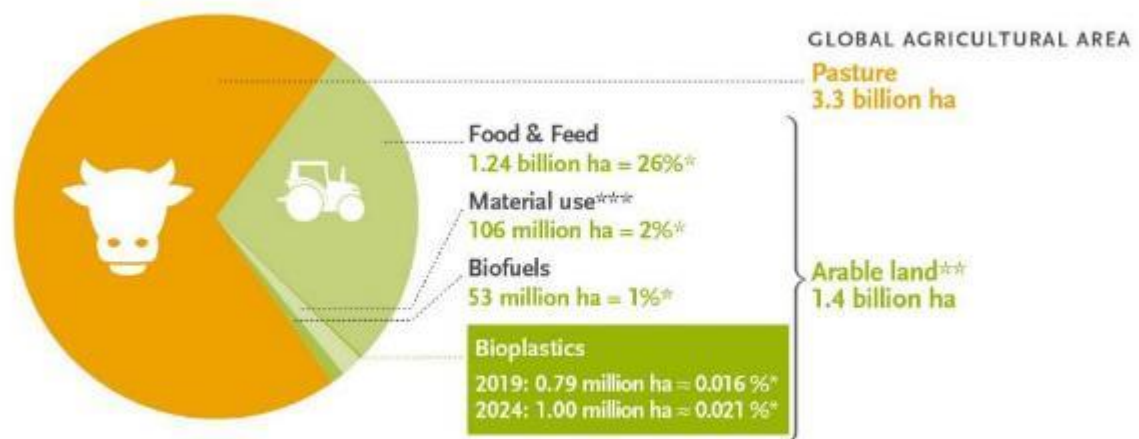 GLOBAL AGRICULTURAL AREA
Pasture
3.3 billion ha
Food & Feed
1.24 billion ha = 26%*
Material use***
106 million ha = 2%*
Biofuels
53 million ha = 1%*
Bioplastics
2019: 0.79 million ha ≈ 0.016 %*
2024: 1.00 million ha ≈ 0.021 %*
Arable land**
1.4 billion ha